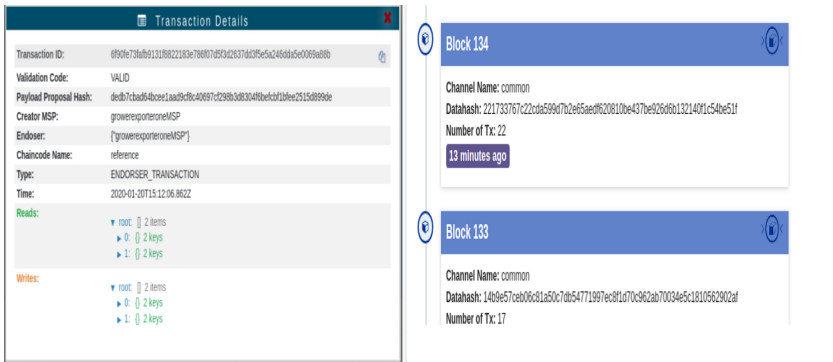 Transaction Details
X
Transaction ID: 6f90fe73fafb9131f8822183e786f07d5f3d2637dd3f5e5a246dda5e0069a88b
Validation Code: VALID
Payload Proposal Hash: dedb7cbad64bcee1aad9cf8c40697cf298b3d8304f6befcbf1bfee2515d899de
Creator MSP: growerexporteroneMSP
Endoser: {"growerexporteroneMSP"}
Chaincode Name: reference
Type: ENDORSER_TRANSACTION
Time: 2020-01-20T15:12:06.862Z
Reads:
▼ root: [] 2 items
▶ 0: {} 2 keys
▶ 1: {} 2 keys
Writes:
▼ root: [] 2 items
▶ 0: {} 2 keys
▶ 1: {} 2 keys
Block 134
Channel Name: common
Datahash: 221733767c22cda599d7b2e65aedf620810be437be926d6b132140f1c54be51f
Number of Tx: 22
13 minutes ago
Block 133
Channel Name: common
Datahash: 14b9e57ceb06c81a50c7db54771997ec8f1d70c962ab70034e5c1810562902af
Number of Tx: 17